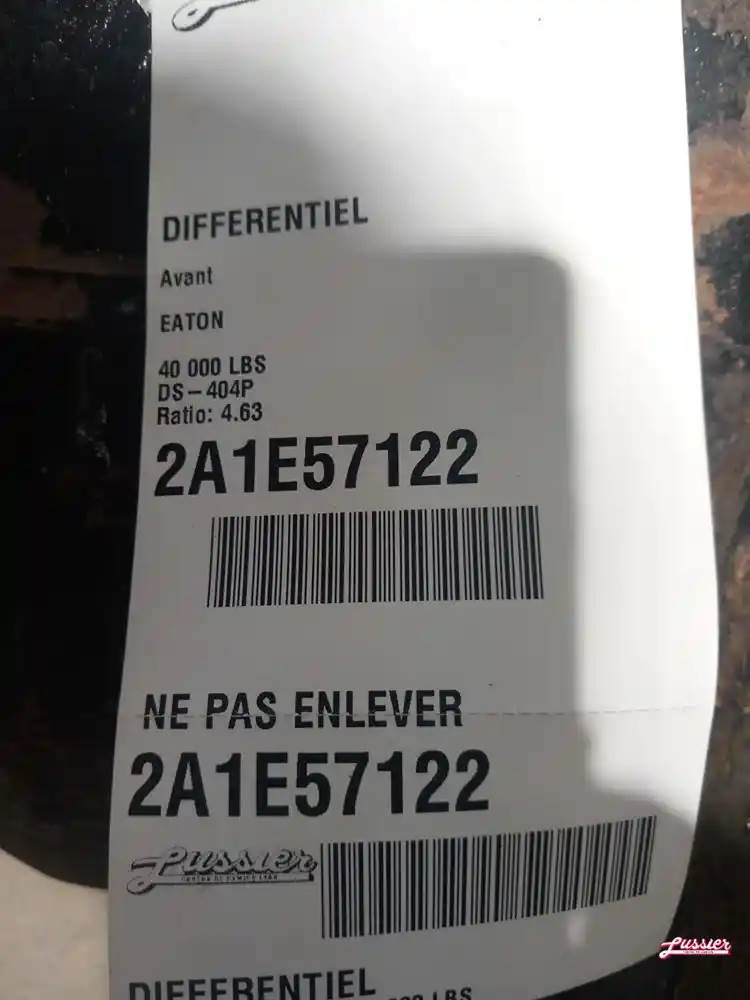 DIFFERENTIEL
Avant
EATON
40 000 LBS
DS-404P
Ratio: 4.63
2A1E57122
NE PAS ENLEVER
2A1E57122
Lussier
DIFFERENTIEL
LBS
Lussier